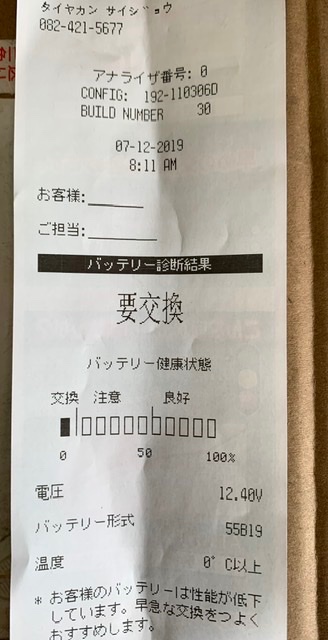 タイヤカン サイジョウ
082-421-5677
アナライザ番号: 0
CONFIG: 192-110306D
BUILD NUMBER 30
07-12-2019
8:11 AM
お客様:
ご担当:
バッテリー診断結果
要交換
バッテリー健康状態
交換 注意 良好
0 50 100%
電圧 12.40V
バッテリー形式 55B19
温度 0° C以上
* お客様のバッテリーは性能が低下
しています。早急な交換をつよく
おすすめします。